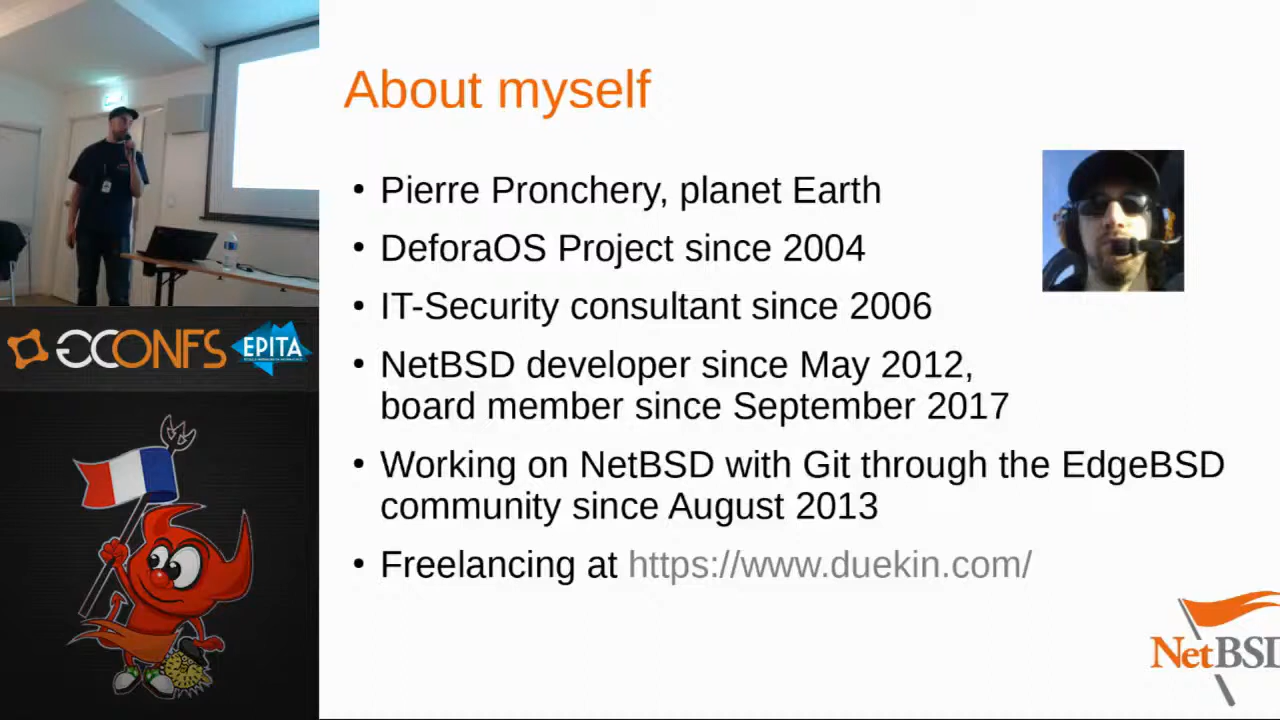 About myself
• Pierre Pronchery, planet Earth
• DeforaOS Project since 2004
• IT-Security consultant since 2006
• NetBSD developer since May 2012,
board member since September 2017
• Working on NetBSD with Git through the EdgeBSD
community since August 2013
• Freelancing at https://www.duekin.com/
GCONFS
EPITA
NetBSD